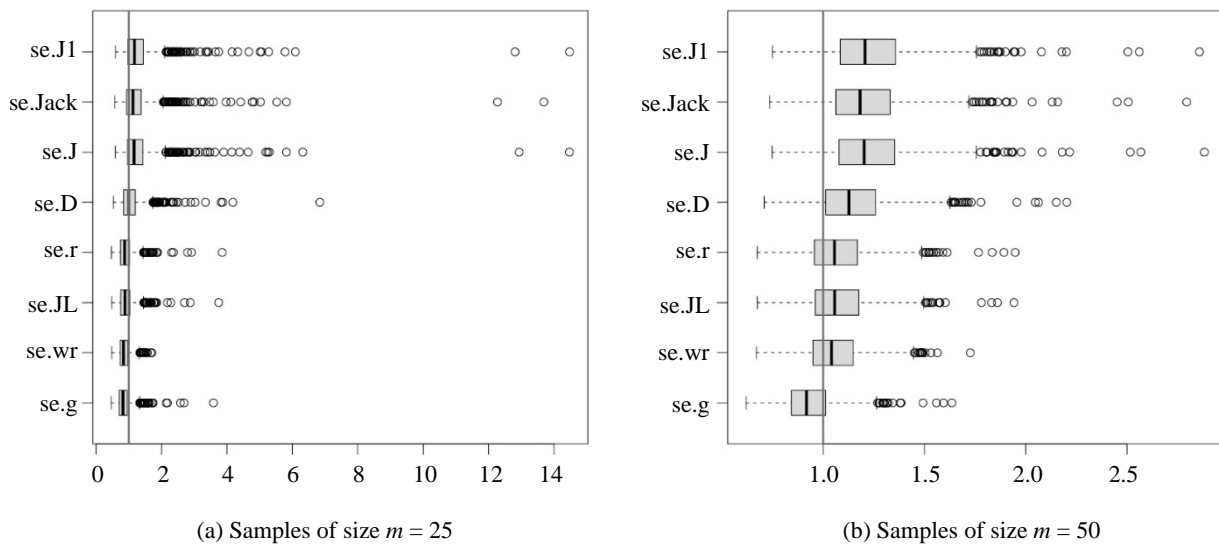 se.J1
se.Jack
se.J
se.D
se.r
se.JL
se.wr
se.g
0 2 4 6 8 10 12 14
(a) Samples of size m = 25
se.J1
se.Jack
se.J
se.D
se.r
se.JL
se.wr
se.g
1.0 1.5 2.0 2.5
(b) Samples of size m = 50